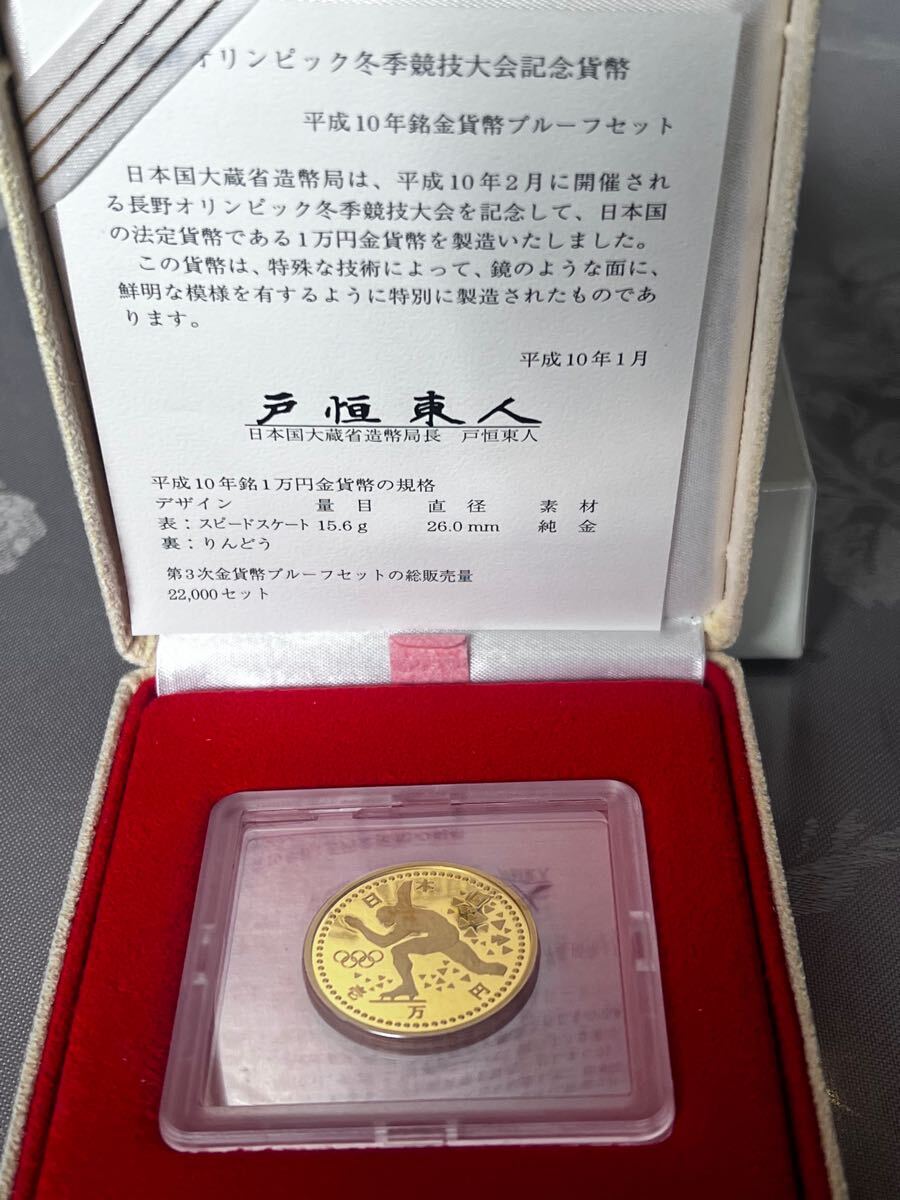 オリンピック冬季競技大会記念貨幣
平成10年銘金貨幣プルーフセット
日本国大蔵省造幣局は、平成10年2月に開催され
る長野オリンピック冬季競技大会を記念して、日本国
の法定貨幣である1万円金貨幣を製造いたしました。
この貨幣は、特殊な技術によって、鏡のような面に、
鮮明な模様を有するように特別に製造されたものであ
ります。
平成10年1月
戸恒東人
日本国大蔵省造幣局長 戸恒東人
平成10年銘1万円金貨幣の規格
デザイン 量目 直径 素材
表：スピードスケート 15.6g 26.0mm 純金
裏：りんどう
第3次金貨幣プルーフセットの総販売量
22,000セット
日本国
壱万円